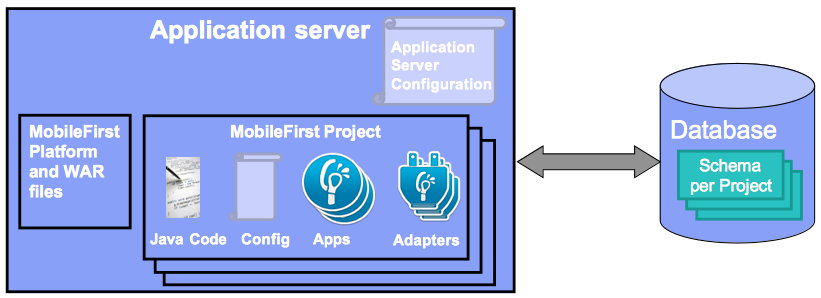 Application server
Application
Server
Configuration
MobileFirst
Platform
and WAR
files
MobileFirst Project
Java Code
Config
Apps
Adapters
Database
Schema
per Project